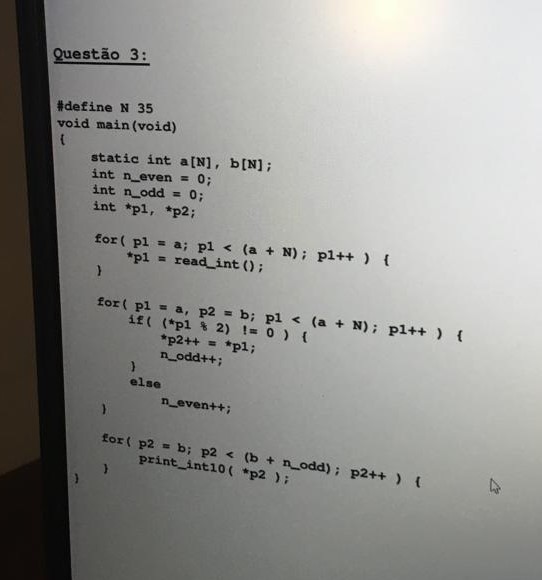 Questão 3:
#define N 35
void main(void)
{
static int a[N], b[N];
int n_even = 0;
int n_odd = 0;
int *p1, *p2;
for( p1 = a; p1 < (a + N); p1++ ) {
*p1 = read_int();
}
for( p1 = a, p2 = b; p1 < (a + N); p1++ ) {
if( (*p1 % 2) != 0 ) {
*p2++ = *p1;
n_odd++;
}
else
n_even++;
}
for( p2 = b; p2 < (b + n_odd); p2++ ) {
print_int10( *p2 );
}
}